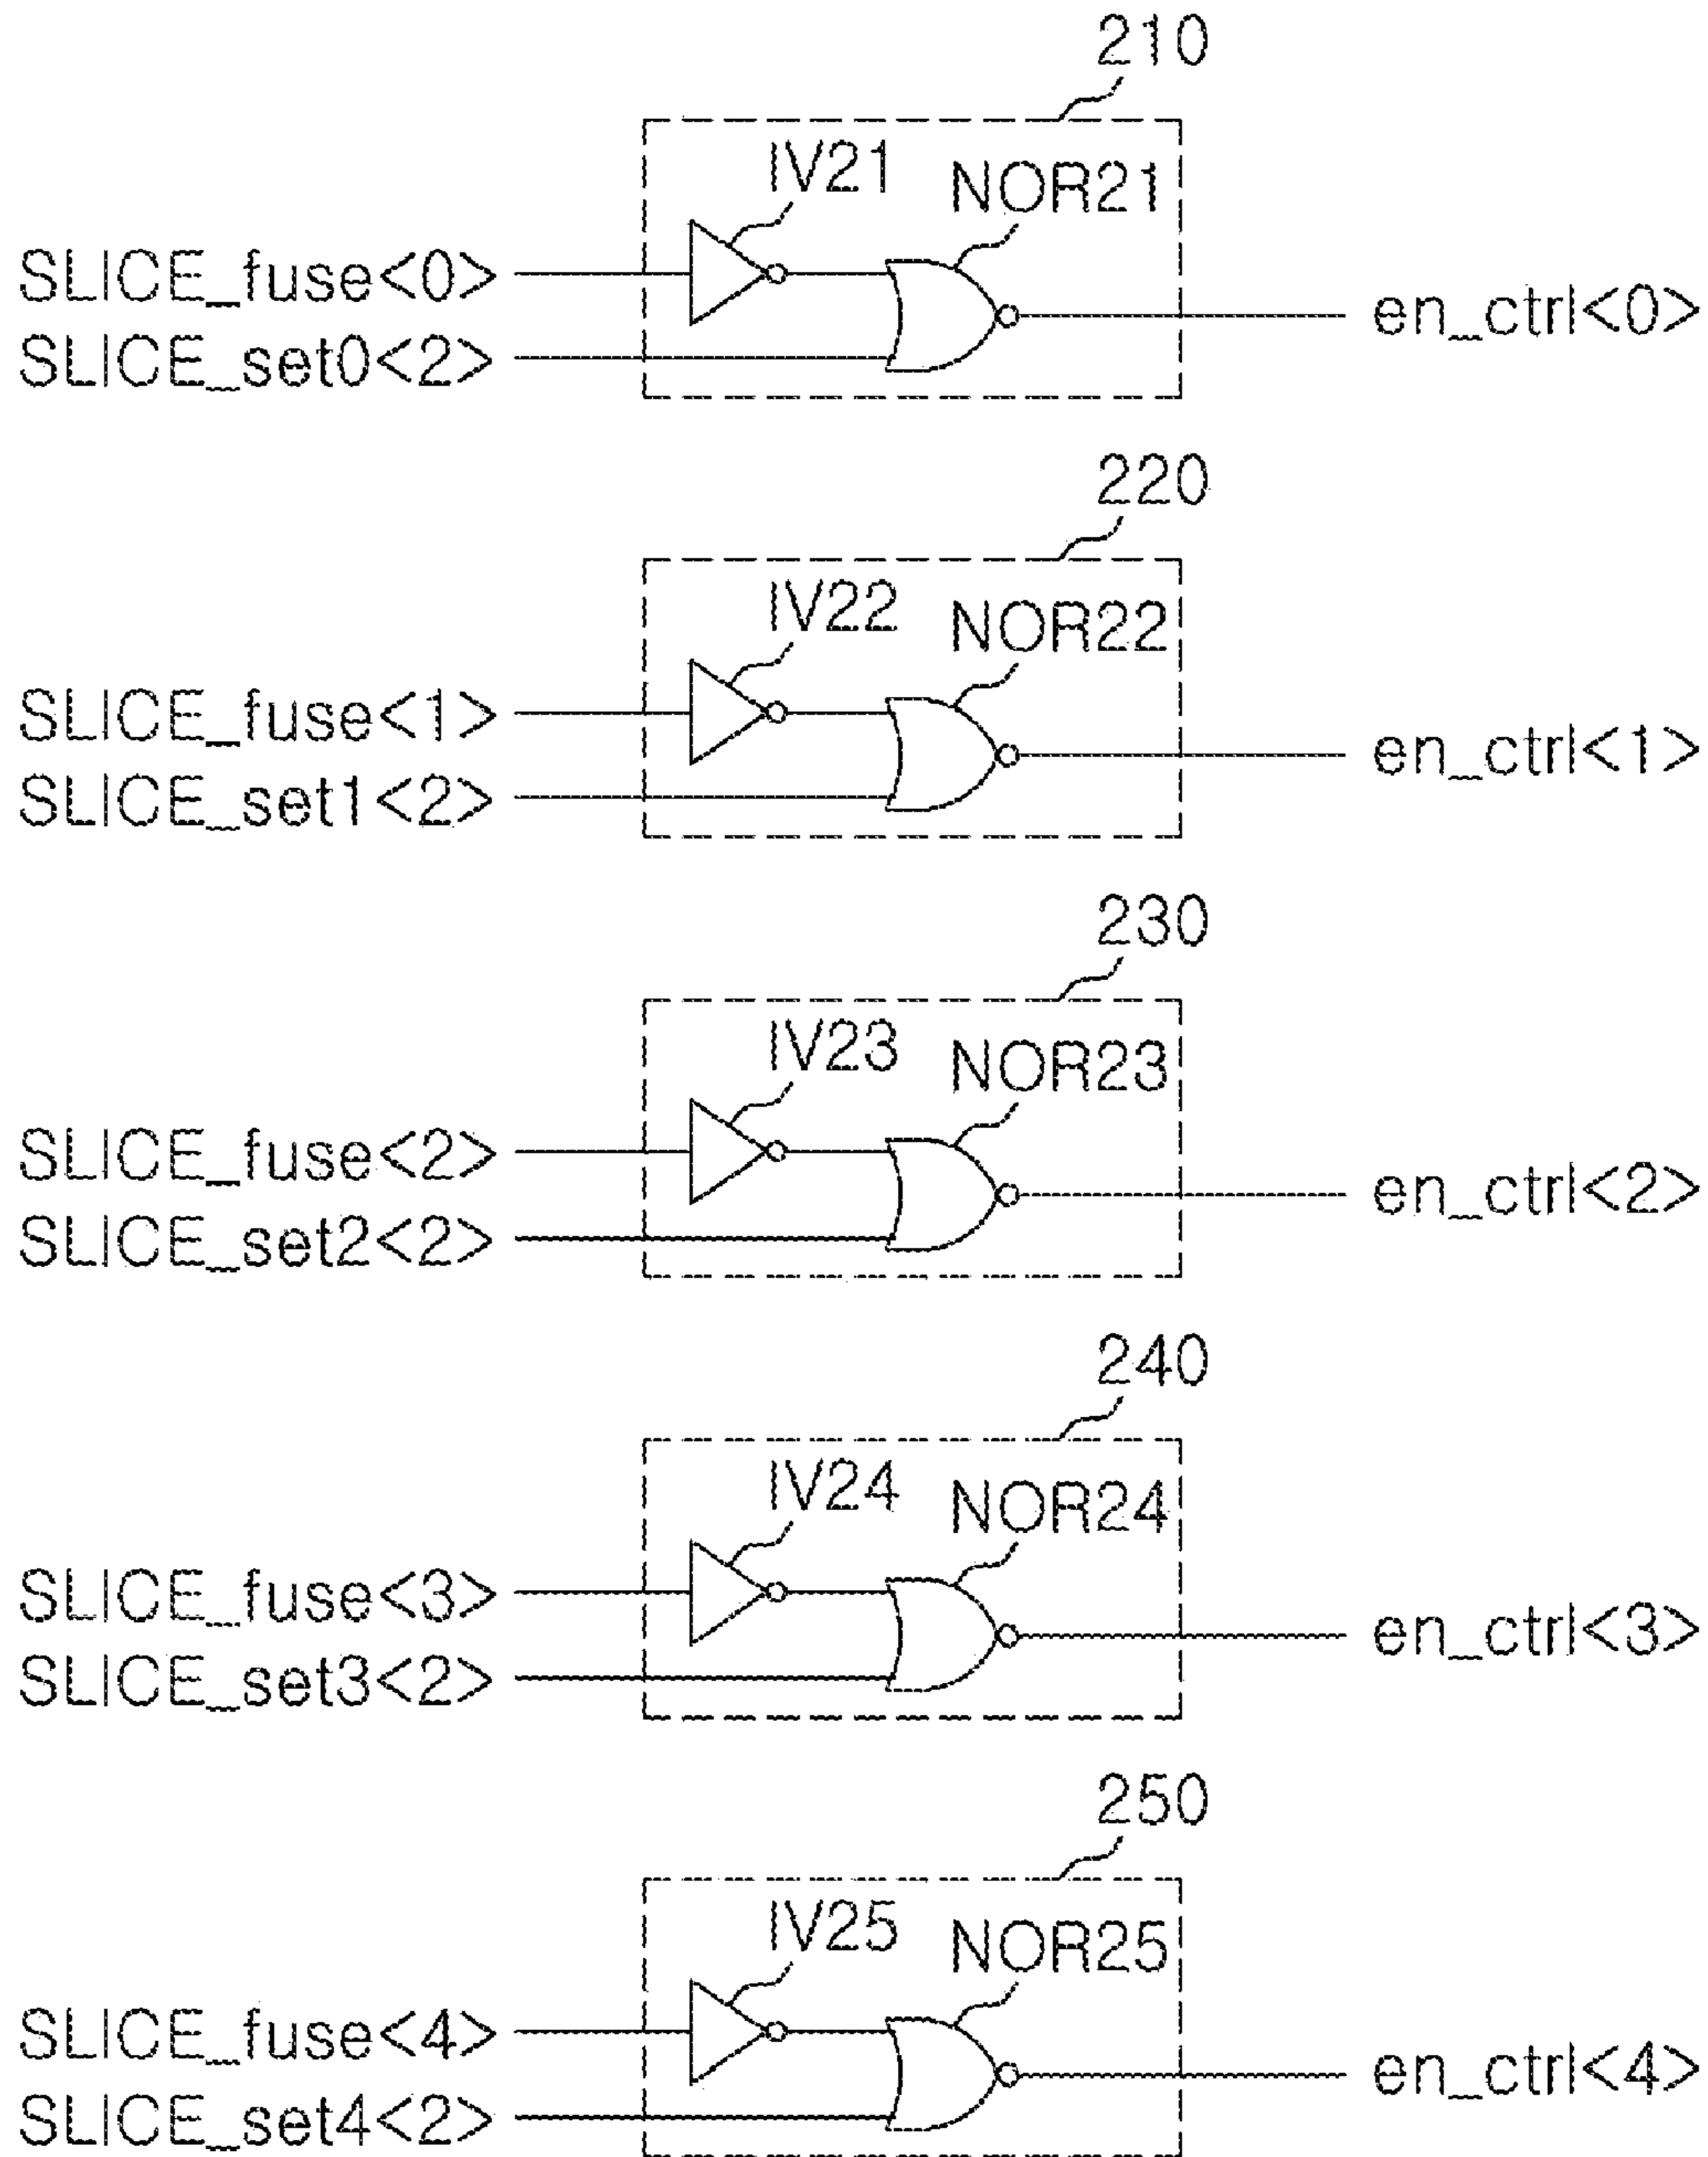 210
IV21
NOR21
SLICE_fuse<0>
SLICE_set0<2>
en_ctrl<0>
220
IV22
NOR22
SLICE_fuse<1>
SLICE_set1<2>
en_ctrl<1>
230
IV23
NOR23
SLICE_fuse<2>
SLICE_set2<2>
en_ctrl<2>
240
IV24
NOR24
SLICE_fuse<3>
SLICE_set3<2>
en_ctrl<3>
250
IV25
NOR25
SLICE_fuse<4>
SLICE_set4<2>
en_ctrl<4>